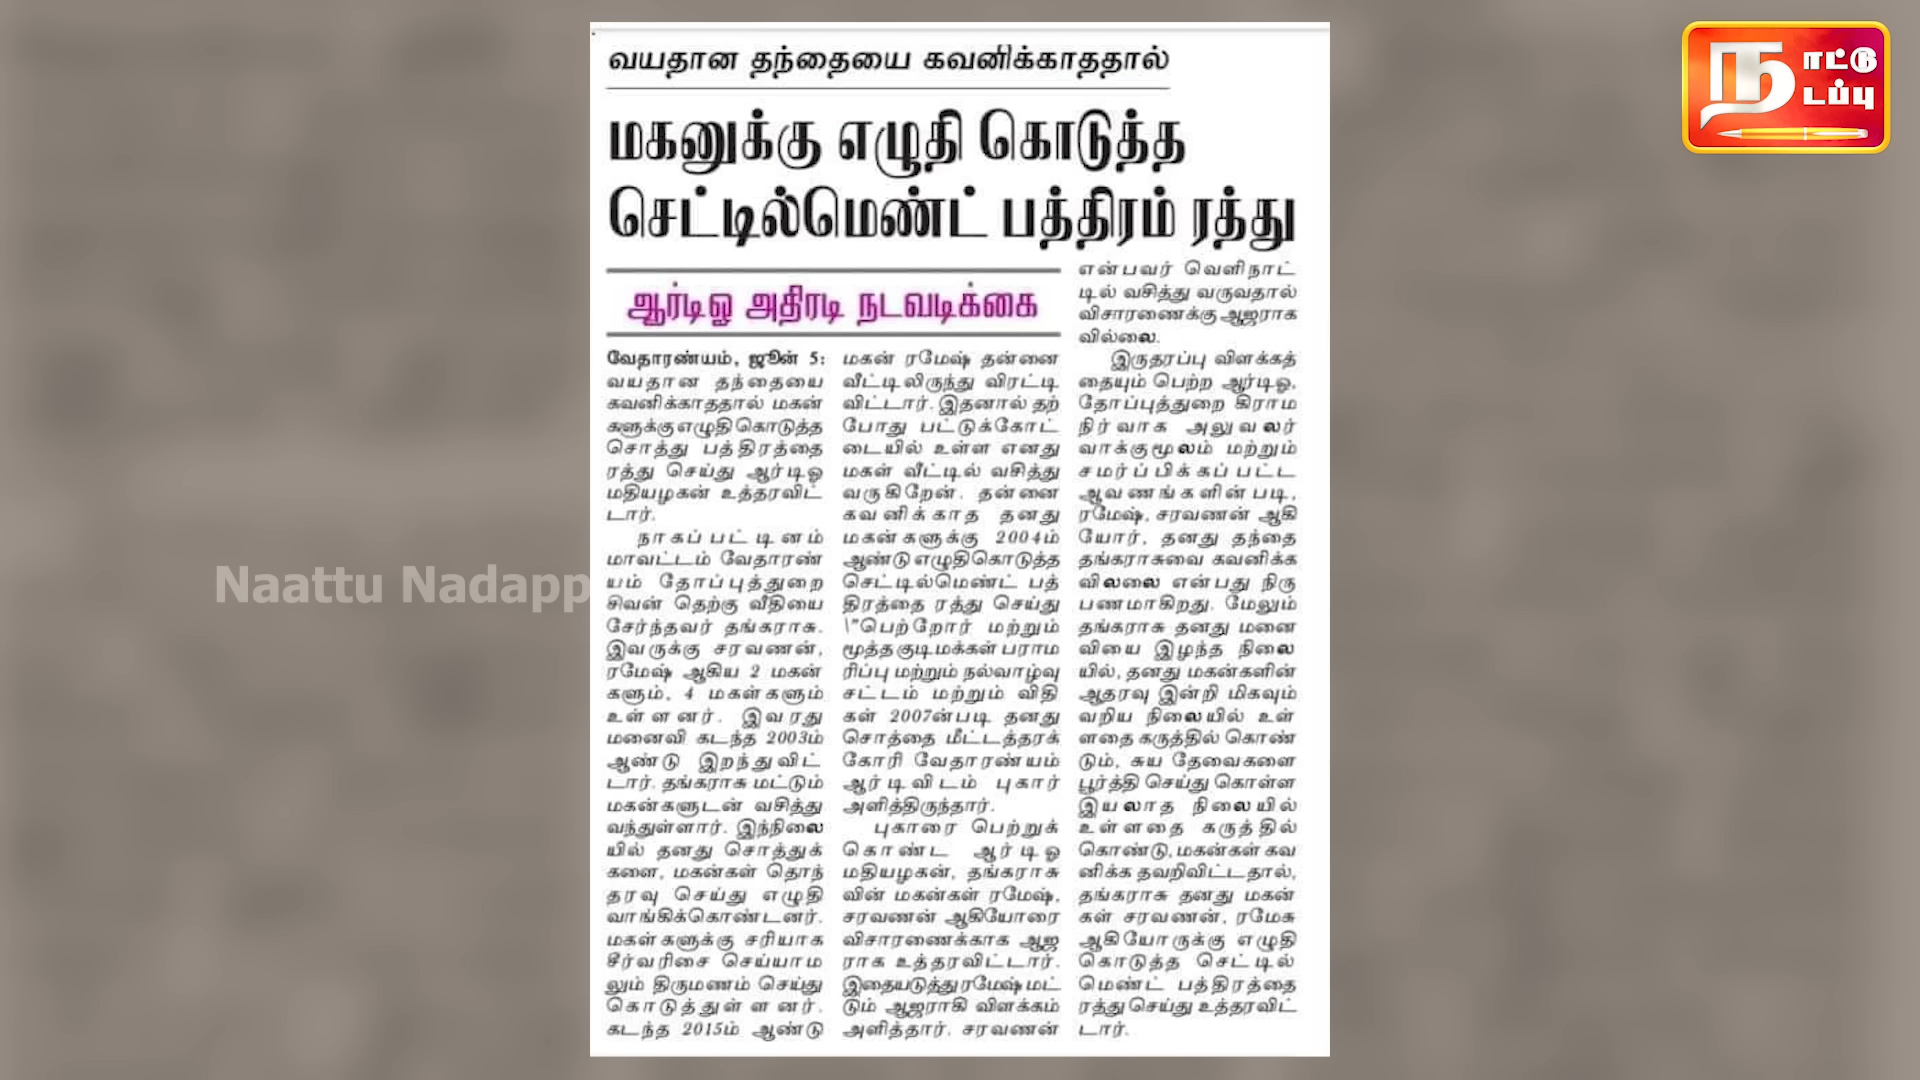 வயதான தந்தையை கவனிக்காததால்
மகனுக்கு எழுதி கொடுத்த
செட்டில்மெண்ட் பத்திரம் ரத்து
ஆர்டிஓ அதிரடி நடவடிக்கை
வேதாரண்யம், ஜூன் 5:
வயதான தந்தையை
கவனிக்காததால் மகன்
களுக்கு எழுதி கொடுத்த
சொத்து பத்திரத்தை
ரத்து செய்து ஆர்டிஓ
மதியழகன் உத்தரவிட்
டார்.
நாகப்பட்டினம்
மாவட்டம் வேதாரண்
யம் தோப்புத்துறை
சிவன் தெற்கு வீதியை
சேர்ந்தவர் தங்கராசு.
இவருக்கு சரவணன்,
ரமேஷ் ஆகிய 2 மகன்
களும், 4 மகள்களும்
உள்ளனர். இவரது
மனைவி கடந்த 2003ம்
ஆண்டு இறந்துவிட்
டார். தங்கராசு மட்டும்
மகன்களுடன் வசித்து
வந்துள்ளார். இந்நிலை
யில் தனது சொத்துக்
களை, மகன்கள் தொந்
தரவு செய்து எழுதி
வாங்கிக்கொண்டனர்.
மகள்களுக்கு சரியாக
சீர்வரிசை செய்யாம
லும் திருமணம் செய்து
கொடுத்துள்ளனர்.
கடந்த 2015ம் ஆண்டு
மகன் ரமேஷ் தன்னை
வீட்டிலிருந்து விரட்டி
விட்டார். இதனால் தற்
போது பட்டுக்கோட்
டையில் உள்ள எனது
மகள் வீட்டில் வசித்து
வருகிறேன். தன்னை
கவனிக்காத தனது
மகன்களுக்கு 2004ம்
ஆண்டு எழுதிகொடுத்த
செட்டில்மெண்ட் பத்
திரத்தை ரத்து செய்து
\"பெற்றோர் மற்றும்
மூத்த குடிமக்கள் பராம
ரிப்பு மற்றும் நல்வாழ்வு
சட்டம் மற்றும் விதி
கள் 2007ன்படி தனது
சொத்தை மீட்டத்தரக்
கோரி வேதாரண்யம்
ஆர்டிவிடம் புகார்
அளித்திருந்தார்.
புகாரை பெற்றுக்
கொண்ட ஆர்டிஓ
மதியழகன், தங்கராசு
வின் மகன்கள் ரமேஷ்,
சரவணன் ஆகியோரை
விசாரணைக்காக ஆஜ
ராக உத்தரவிட்டார்.
இதையடுத்து ரமேஷ் மட்
டும் ஆஜராகி விளக்கம்
அளித்தார். சரவணன்
என்பவர் வெளிநாட்
டில் வசித்து வருவதால்
விசாரணைக்கு ஆஜராக
வில்லை.
இருதரப்பு விளக்கத்
தையும் பெற்ற ஆர்டிஓ,
தோப்புத்துறை கிராம
நிர்வாக அலுவலர்
வாக்குமூலம் மற்றும்
சமர்ப்பிக்கப்பட்ட
ஆவணங்களின்படி,
ரமேஷ், சரவணன் ஆகி
யோர், தனது தந்தை
தங்கராசுவை கவனிக்க
விலலை என்பது நிரு
பணமாகிறது. மேலும்
தங்கராசு தனது மனை
வியை இழந்த நிலை
யில், தனது மகன்களின்
ஆதரவு இன்றி மிகவும்
வறிய நிலையில் உள்
ளதை கருத்தில் கொண்
டும், சுய தேவைகளை
பூர்த்தி செய்து கொள்ள
இயலாத நிலையில்
உள்ளதை கருத்தில்
கொண்டு, மகன்கள் கவ
னிக்க தவறிவிட்டதால்,
தங்கராசு தனது மகன்
கள் சரவணன், ரமேசு
ஆகியோருக்கு எழுதி
கொடுத்த செட்டில்
மெண்ட் பத்திரத்தை
ரத்து செய்து உத்தரவிட்
டார்.
நாட்டு
நடப்பு
Naattu Nadapp